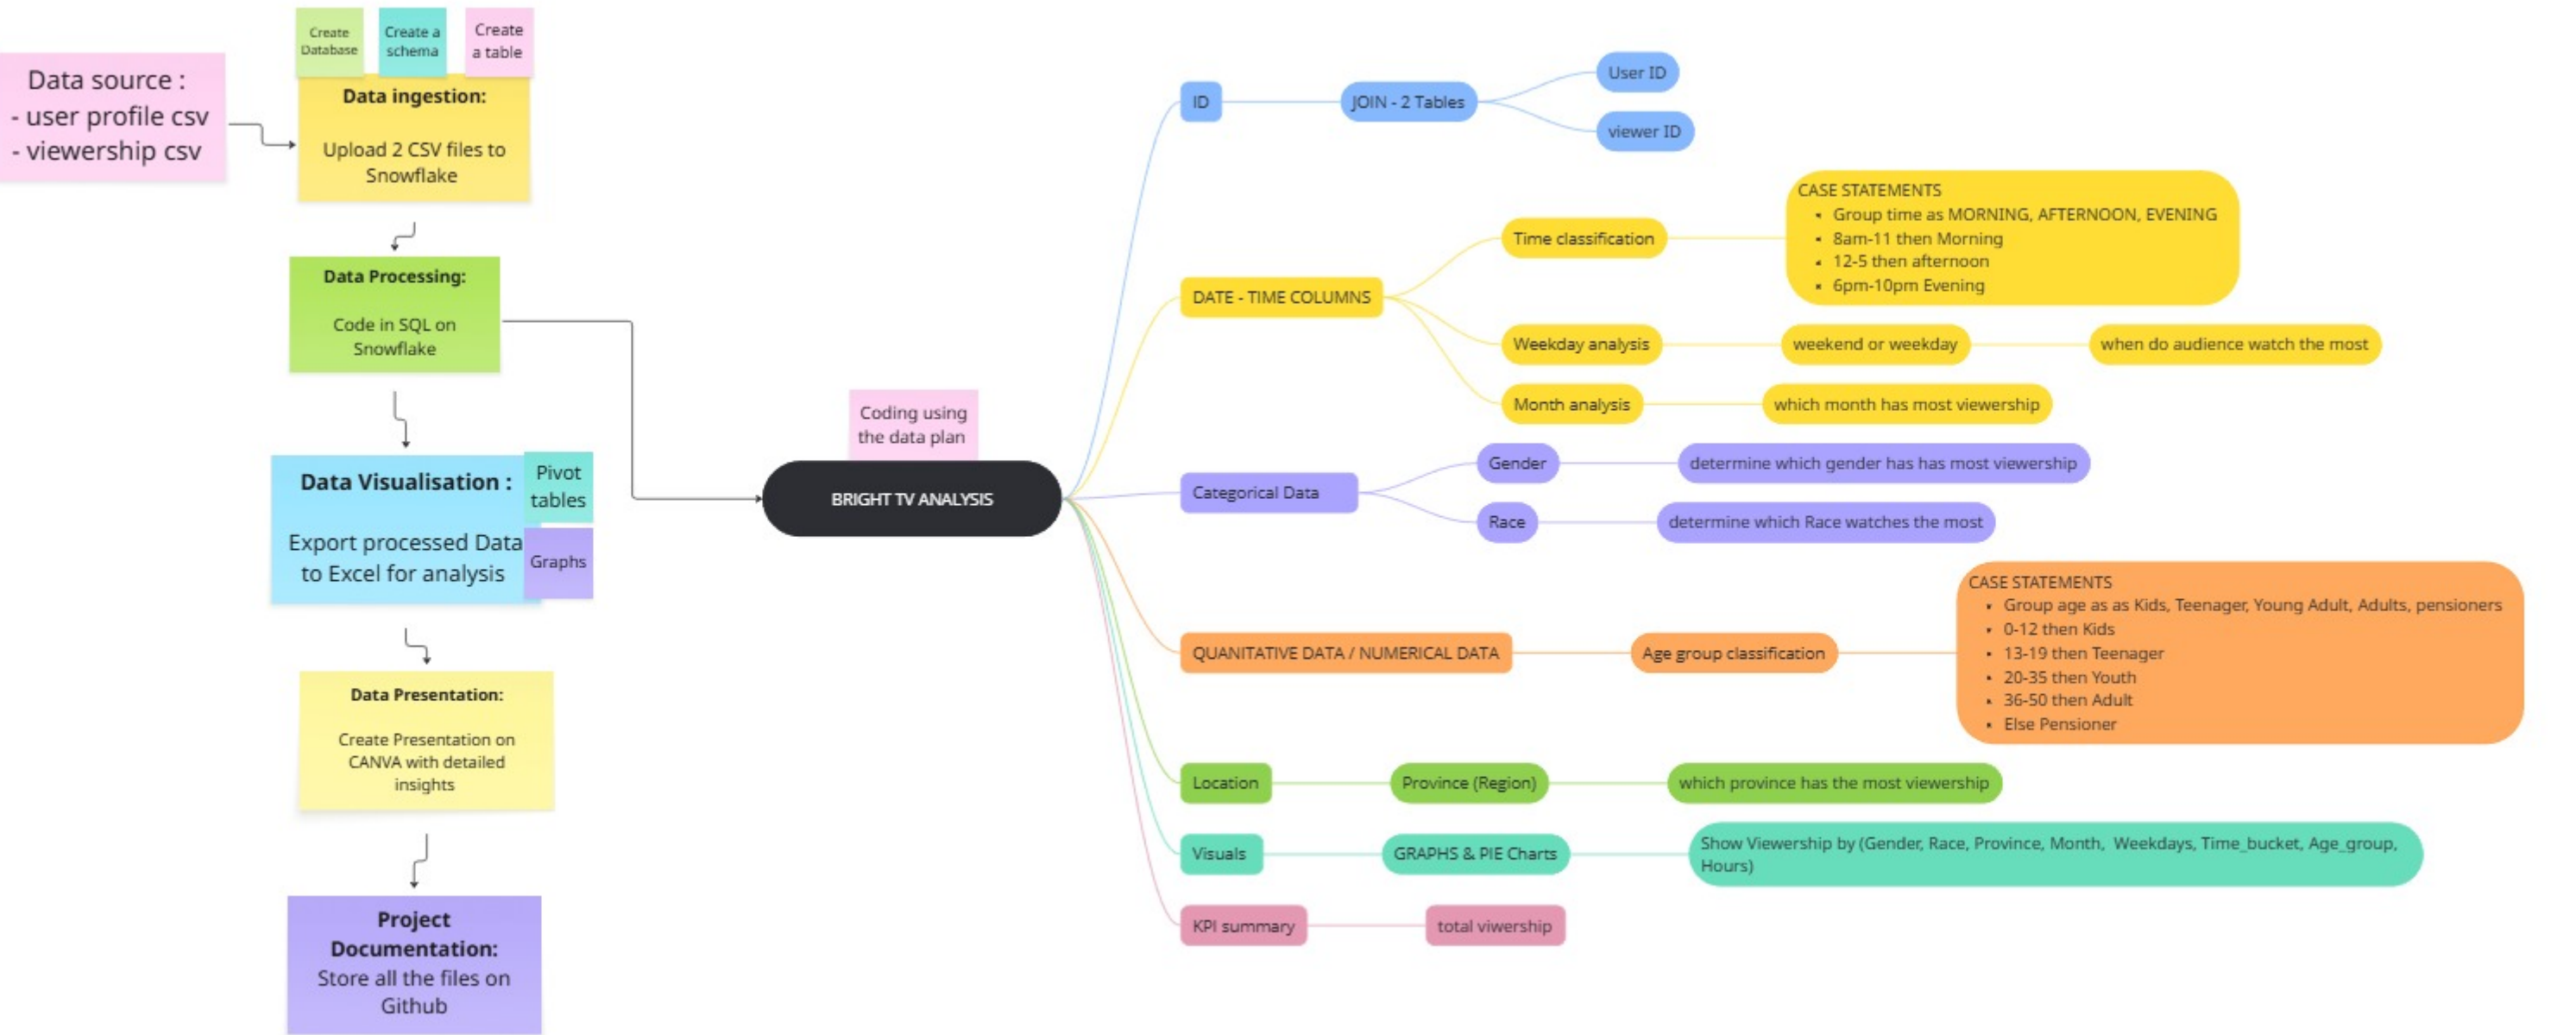 Create
Database
Create a
schema
Create
a table
Data source :
- user profile csv
- viewership csv
Data ingestion:
Upload 2 CSV files to
Snowflake
Data Processing:
Code in SQL on
Snowflake
Data Visualisation :
Export processed Data
to Excel for analysis
Pivot
tables
Graphs
Data Presentation:
Create Presentation on
CANVA with detailed
insights
Project
Documentation:
Store all the files on
Github
Coding using
the data plan
BRIGHT TV ANALYSIS
ID
JOIN - 2 Tables
User ID
viewer ID
DATE - TIME COLUMNS
Time classification
CASE STATEMENTS
• Group time as MORNING, AFTERNOON, EVENING
• 8am-11 then Morning
• 12-5 then afternoon
• 6pm-10pm Evening
Weekday analysis
weekend or weekday
when do audience watch the most
Month analysis
which month has most viewership
Categorical Data
Gender
determine which gender has has most viewership
Race
determine which Race watches the most
QUANITATIVE DATA / NUMERICAL DATA
Age group classification
CASE STATEMENTS
• Group age as as Kids, Teenager, Young Adult, Adults, pensioners
• 0-12 then Kids
• 13-19 then Teenager
• 20-35 then Youth
• 36-50 then Adult
• Else Pensioner
Location
Province (Region)
which province has the most viewership
Visuals
GRAPHS & PIE Charts
Show Viewership by (Gender, Race, Province, Month, Weekdays, Time_bucket, Age_group,
Hours)
KPI summary
total viwership